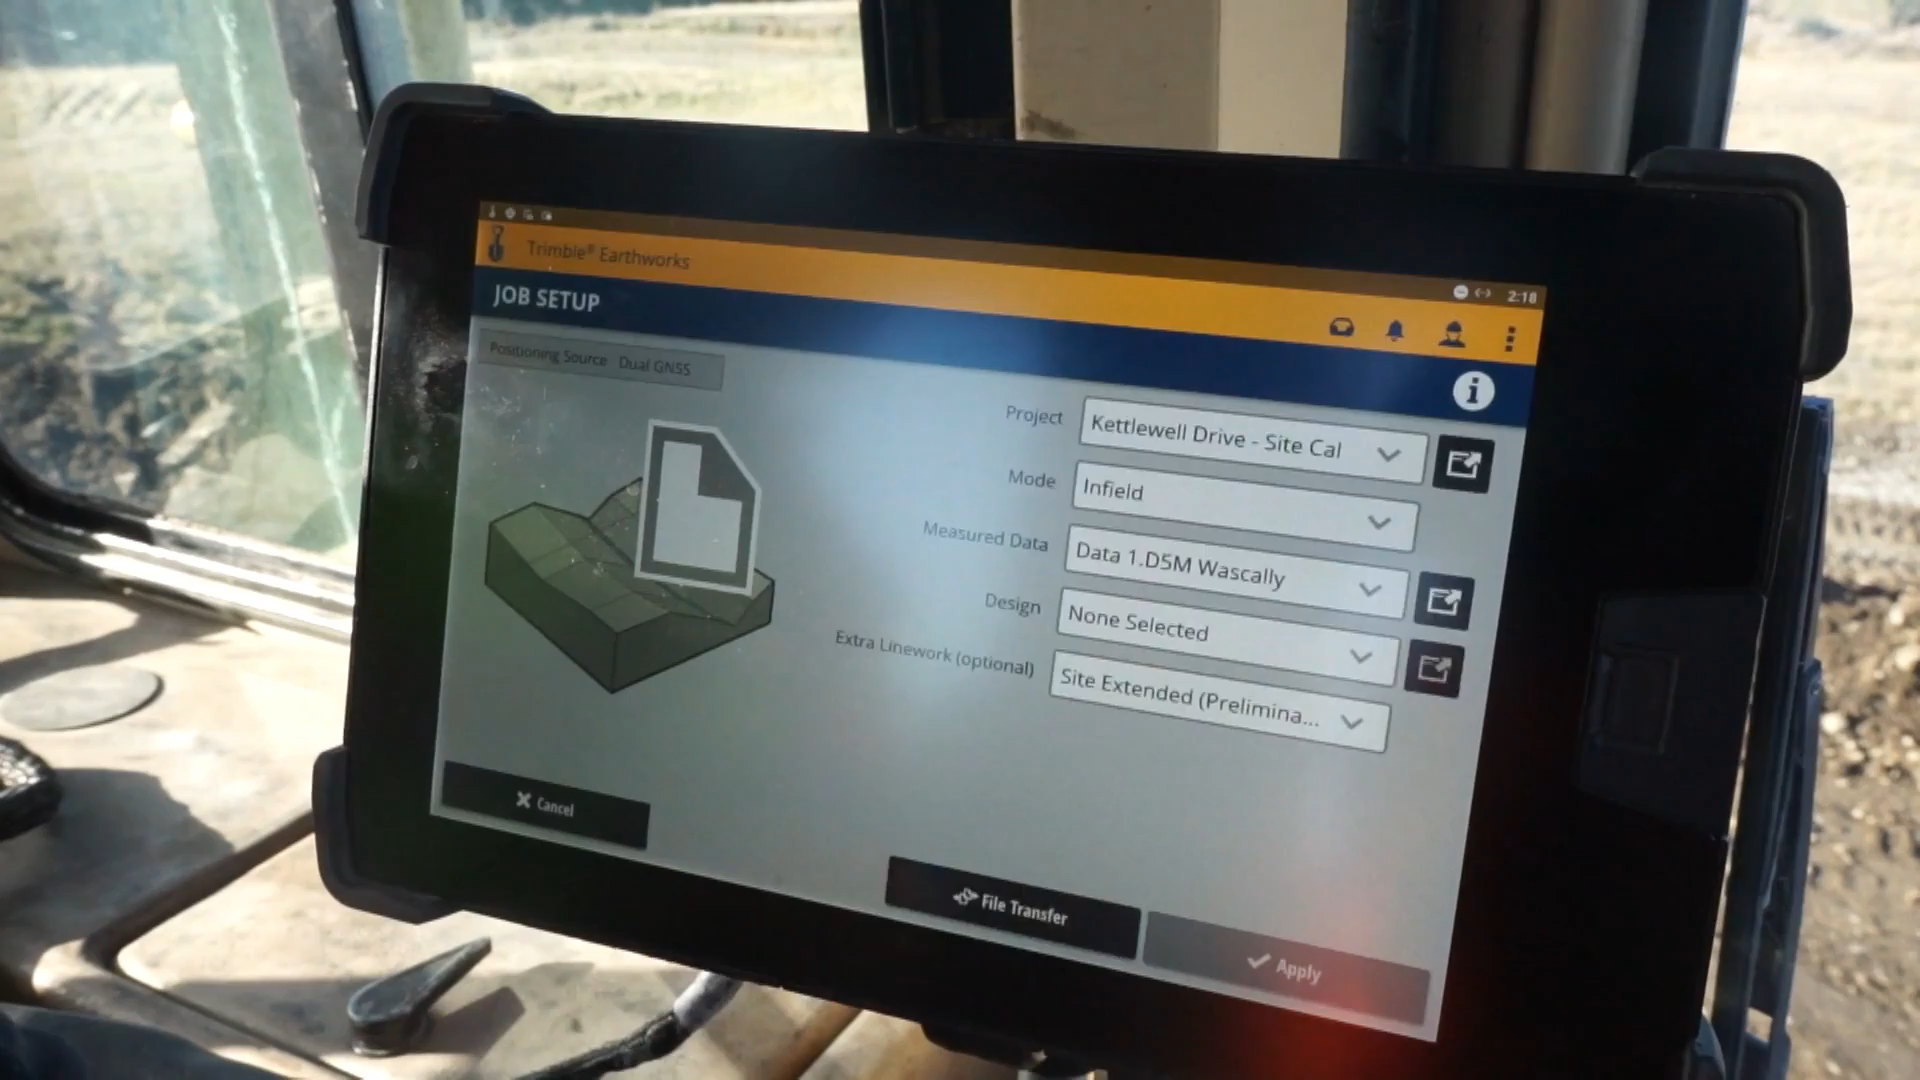 2:18
Trimble® Earthworks
JOB SETUP
Positioning Source Dual GNSS
Project Kettlewell Drive - Site Cal
Mode Infield
Measured Data Data 1.D5M Wascally
Design None Selected
Extra Linework (optional) Site Extended (Prelimina...
Cancel
File Transfer
Apply